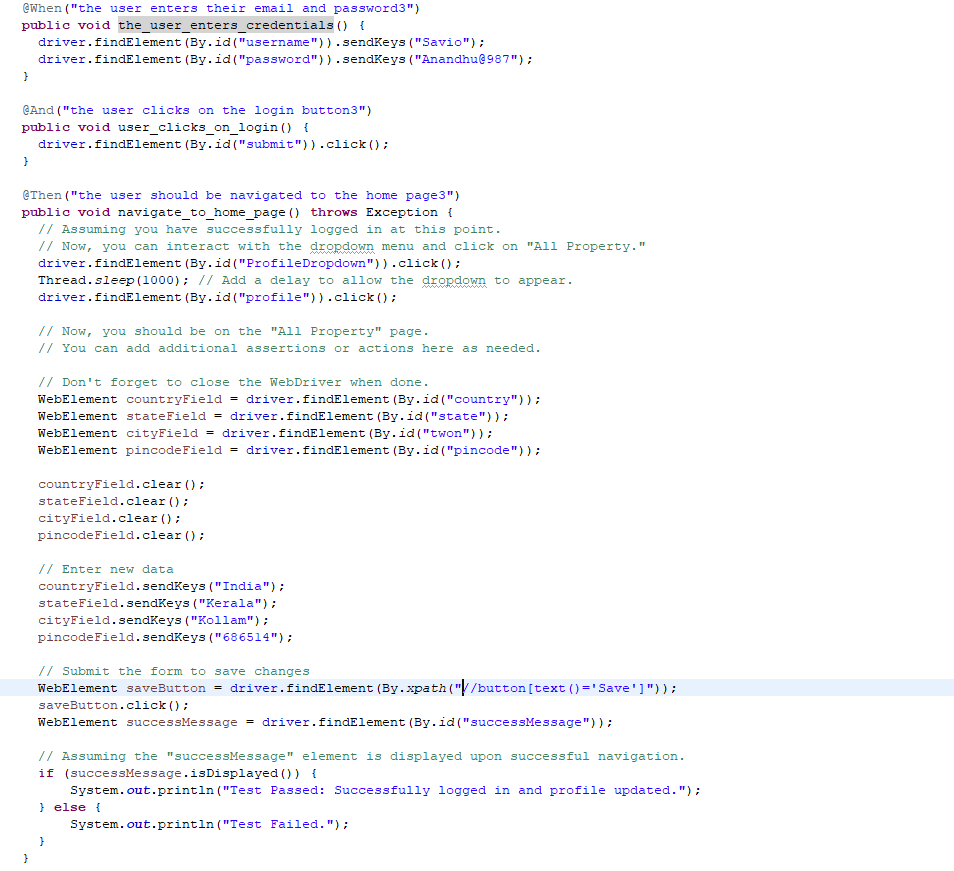 @When("the user enters their email and password3")
public void the_user_enters_credentials() {
driver.findElement(By.id("username")).sendKeys("Savio");
driver.findElement(By.id("password")).sendKeys("Anandhu@987");
}
@And("the user clicks on the login button3")
public void user_clicks_on_login() {
driver.findElement(By.id("submit")).click();
}
@Then("the user should be navigated to the home page3")
public void navigate_to_home_page() throws Exception {
// Assuming you have successfully logged in at this point.
// Now, you can interact with the dropdown menu and click on "All Property."
driver.findElement(By.id("ProfileDropdown")).click();
Thread.sleep(1000); // Add a delay to allow the dropdown to appear.
driver.findElement(By.id("profile")).click();
// Now, you should be on the "All Property" page.
// You can add additional assertions or actions here as needed.
// Don't forget to close the WebDriver when done.
WebElement countryField = driver.findElement(By.id("country"));
WebElement stateField = driver.findElement(By.id("state"));
WebElement cityField = driver.findElement(By.id("twon"));
WebElement pincodeField = driver.findElement(By.id("pincode"));
countryField.clear();
stateField.clear();
cityField.clear();
pincodeField.clear();
// Enter new data
countryField.sendKeys("India");
stateField.sendKeys("Kerala");
cityField.sendKeys("Kollam");
pincodeField.sendKeys("686514");
// Submit the form to save changes
WebElement saveButton = driver.findElement(By.xpath("//button[text()='Save']"));
saveButton.click();
WebElement successMessage = driver.findElement(By.id("successMessage"));
// Assuming the "successMessage" element is displayed upon successful navigation.
if (successMessage.isDisplayed()) {
System.out.println("Test Passed: Successfully logged in and profile updated.");
} else {
System.out.println("Test Failed.");
}
}